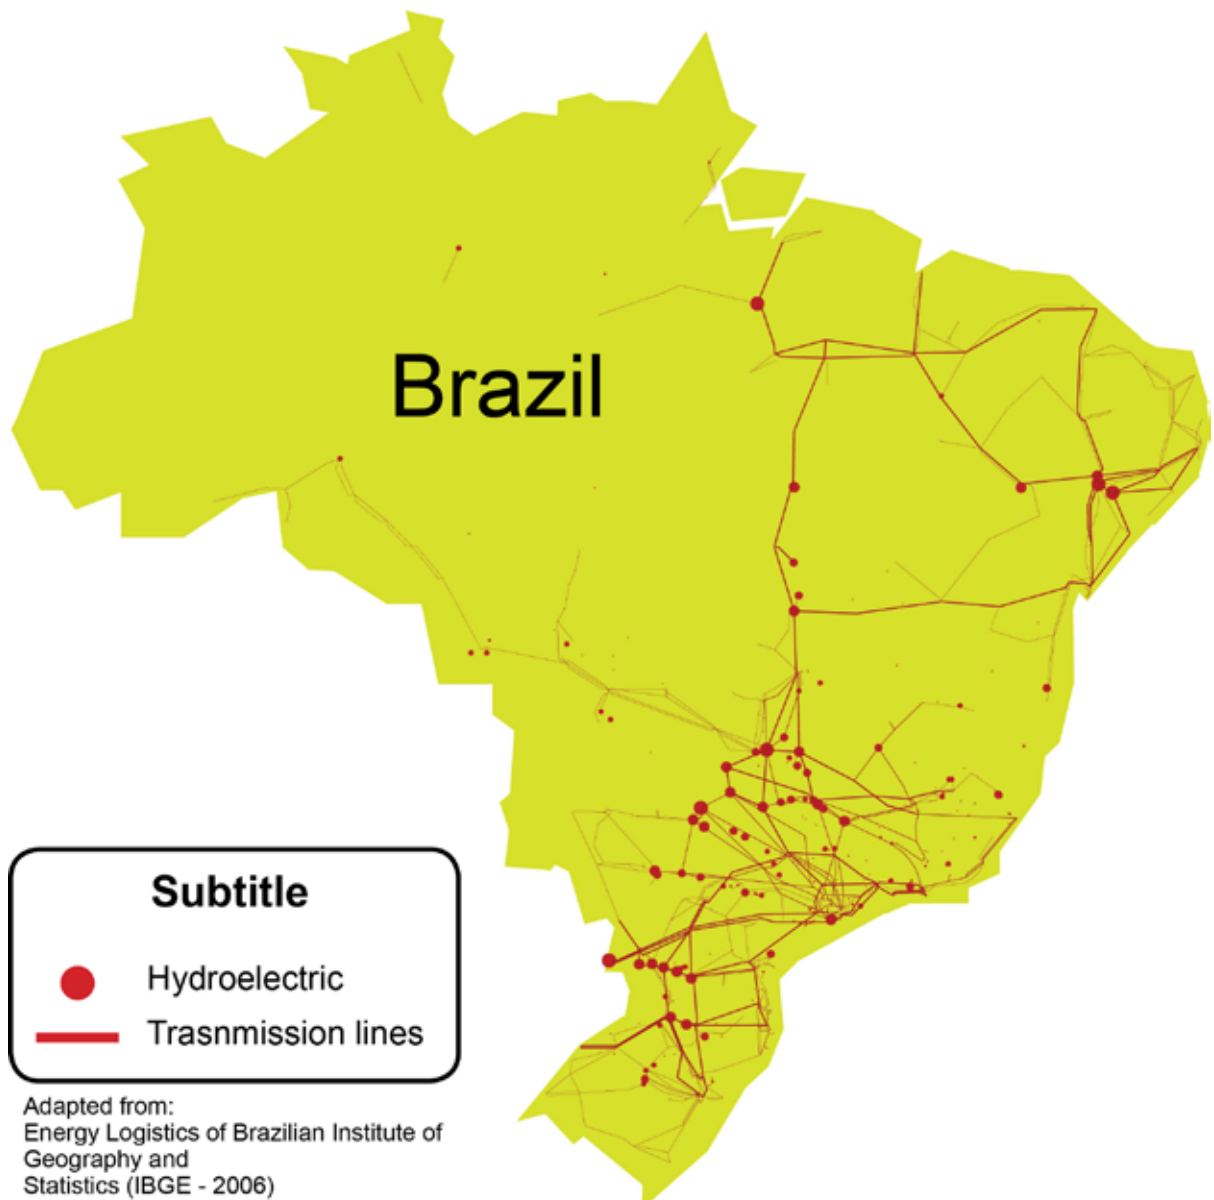 Brazil
Subtitle
Hydroelectric
Trasnmission lines
Adapted from:
Energy Logistics of Brazilian Institute of
Geography and
Statistics (IBGE - 2006)